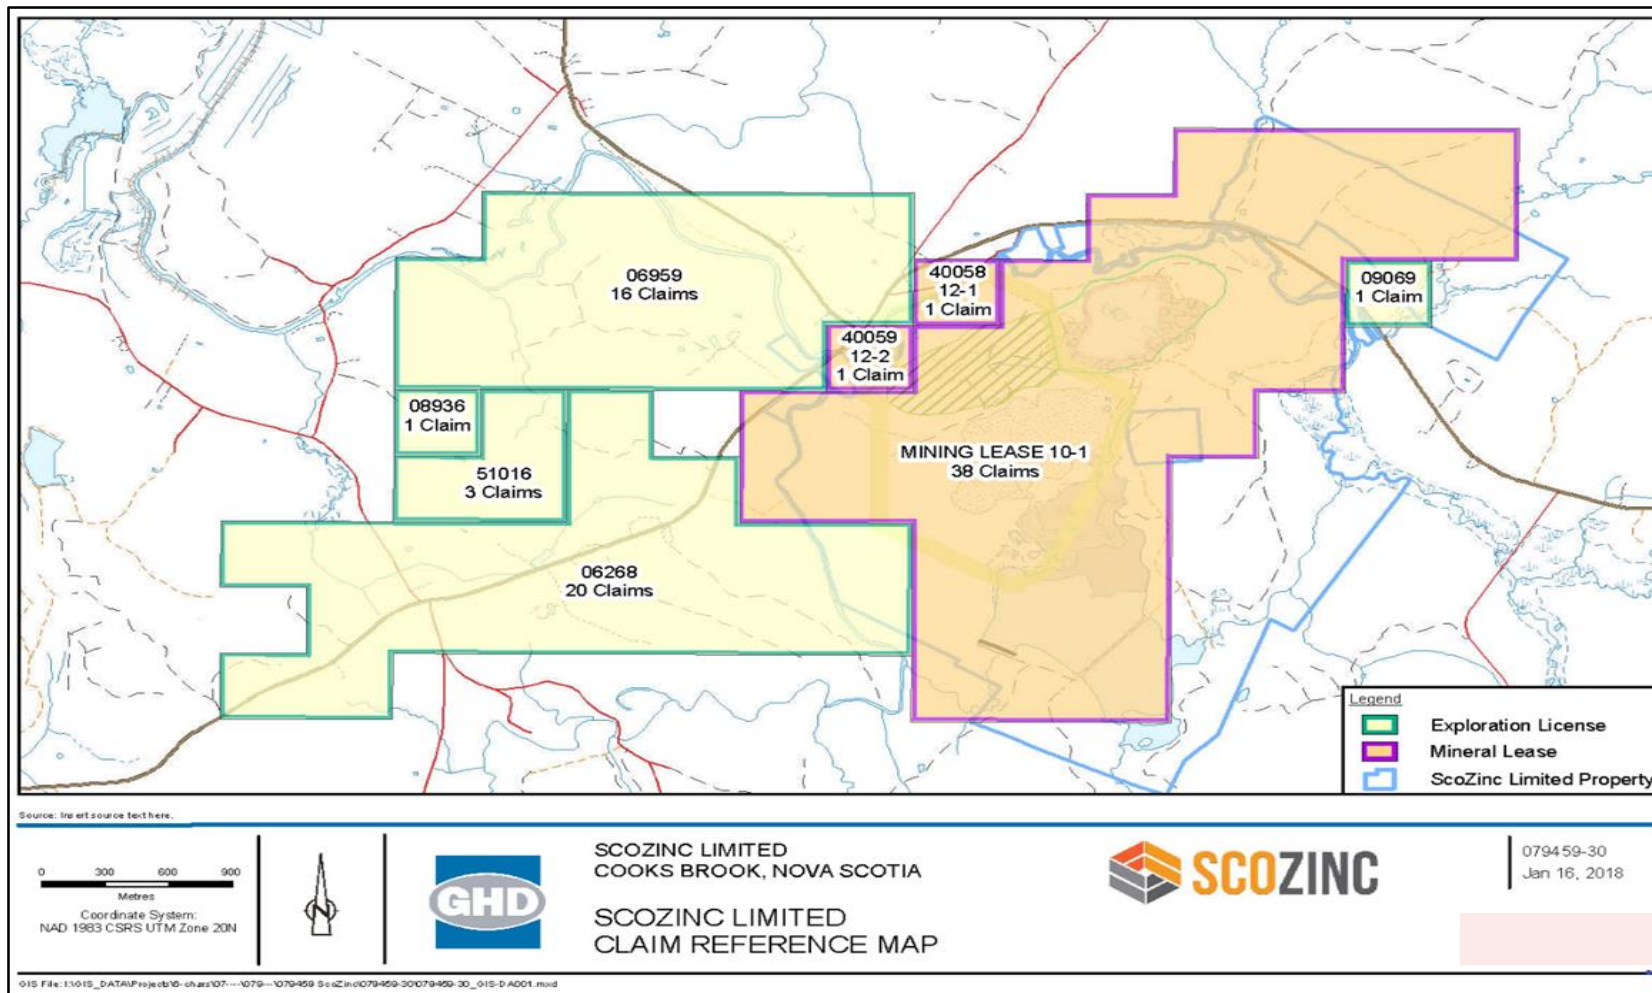 06959
16 Claims
40058
12-1
1 Claim
09069
1 Claim
40059
12-2
1 Claim
08936
1 Claim
51016
3 Claims
MINING LEASE 10-1
38 Claims
06268
20 Claims
Legend
Exploration License
Mineral Lease
ScoZinc Limited Property
Source: Insert source text here.
0 300 600 900
Metres
Coordinate System:
NAD 1983 CSRS UTM Zone 20N
N
GHD
SCOZINC LIMITED
COOKS BROOK, NOVA SCOTIA
SCOZINC LIMITED
CLAIM REFERENCE MAP
SCOZINC
079459-30
Jan 16, 2018